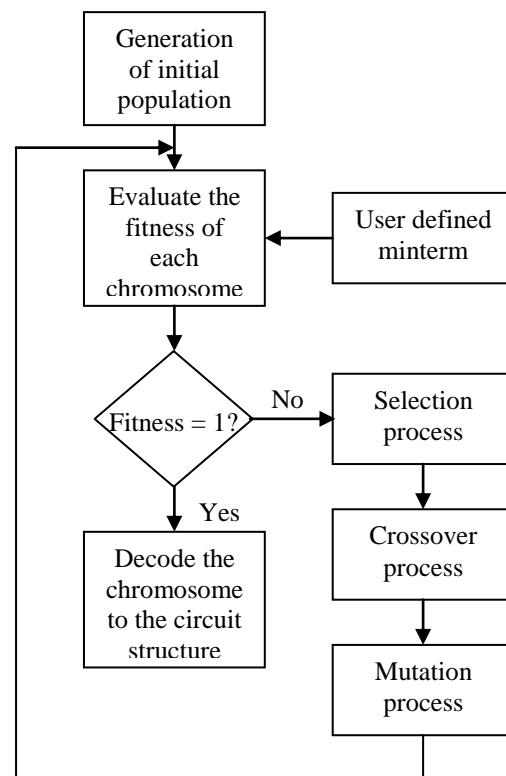 Generation
of initial
population
Evaluate the
fitness of
each
chromosome
User defined
minterm
Fitness = 1?
No
Selection
process
Yes
Crossover
process
Decode the
chromosome
to the circuit
structure
Mutation
process